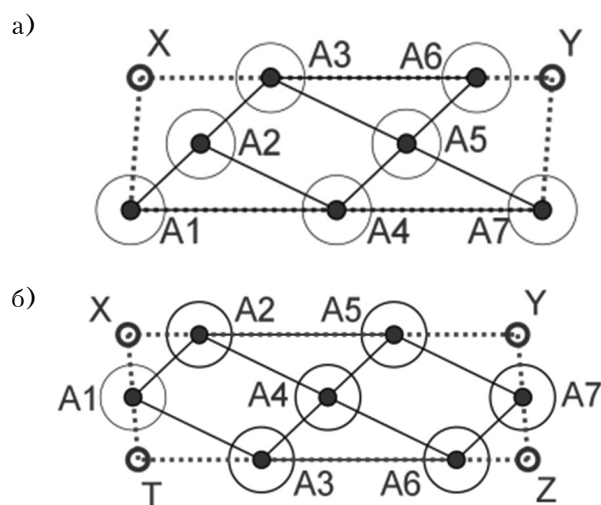 а)
X A3 A6 Y
A2 A5
A1 A4 A7
б)
X A2 A5 Y
A1 A4 A7
T A3 A6 Z